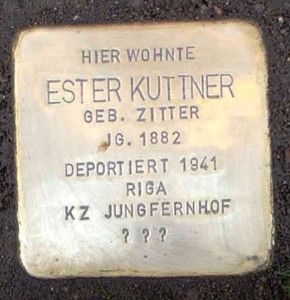 HIER WOHNTE
ESTER KUTTNER
GEB. ZITTER
JG. 1882
DEPORTIERT 1941
RIGA
KZ JUNGFERNHOF
? ? ?